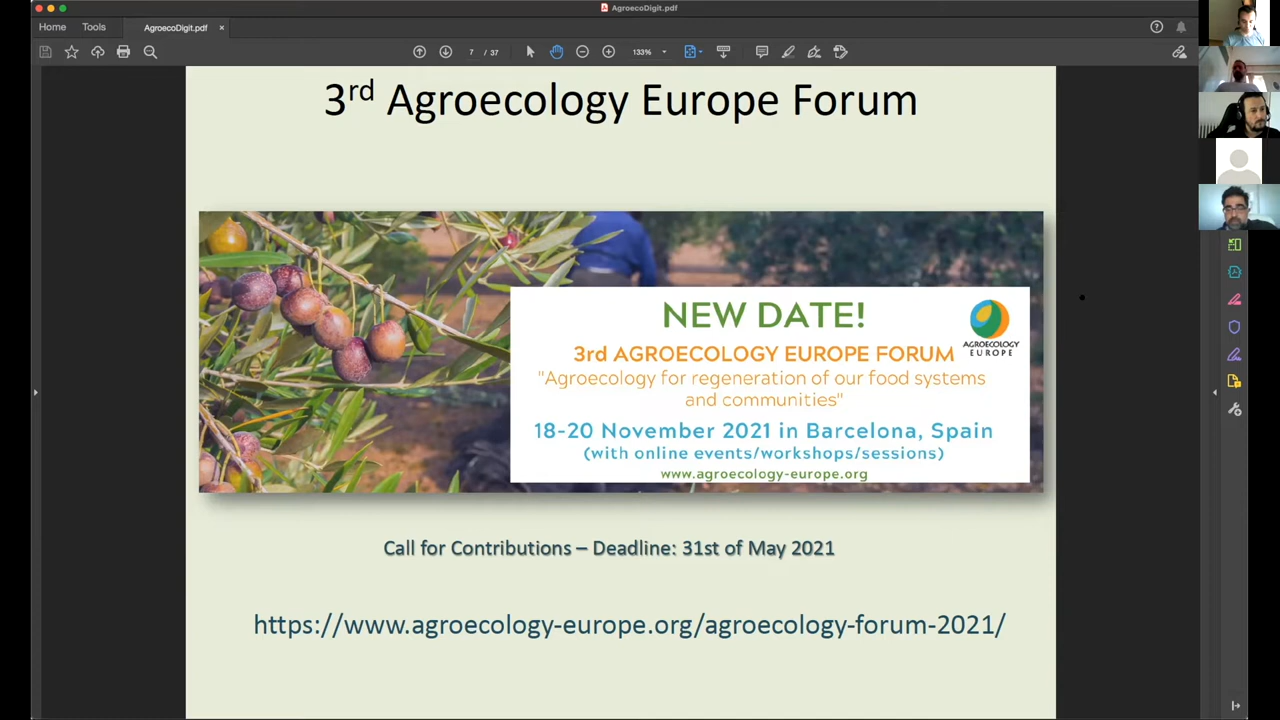 AgroecoDigit.pdf
Home Tools AgroecoDigit.pdf ×
7 / 37 133%
3rd Agroecology Europe Forum
NEW DATE!
3rd AGROECOLOGY EUROPE FORUM
"Agroecology for regeneration of our food systems
and communities"
18-20 November 2021 in Barcelona, Spain
(with online events/workshops/sessions)
www.agroecology-europe.org
AGROECOLOGY
EUROPE
Call for Contributions – Deadline: 31st of May 2021
https://www.agroecology-europe.org/agroecology-forum-2021/